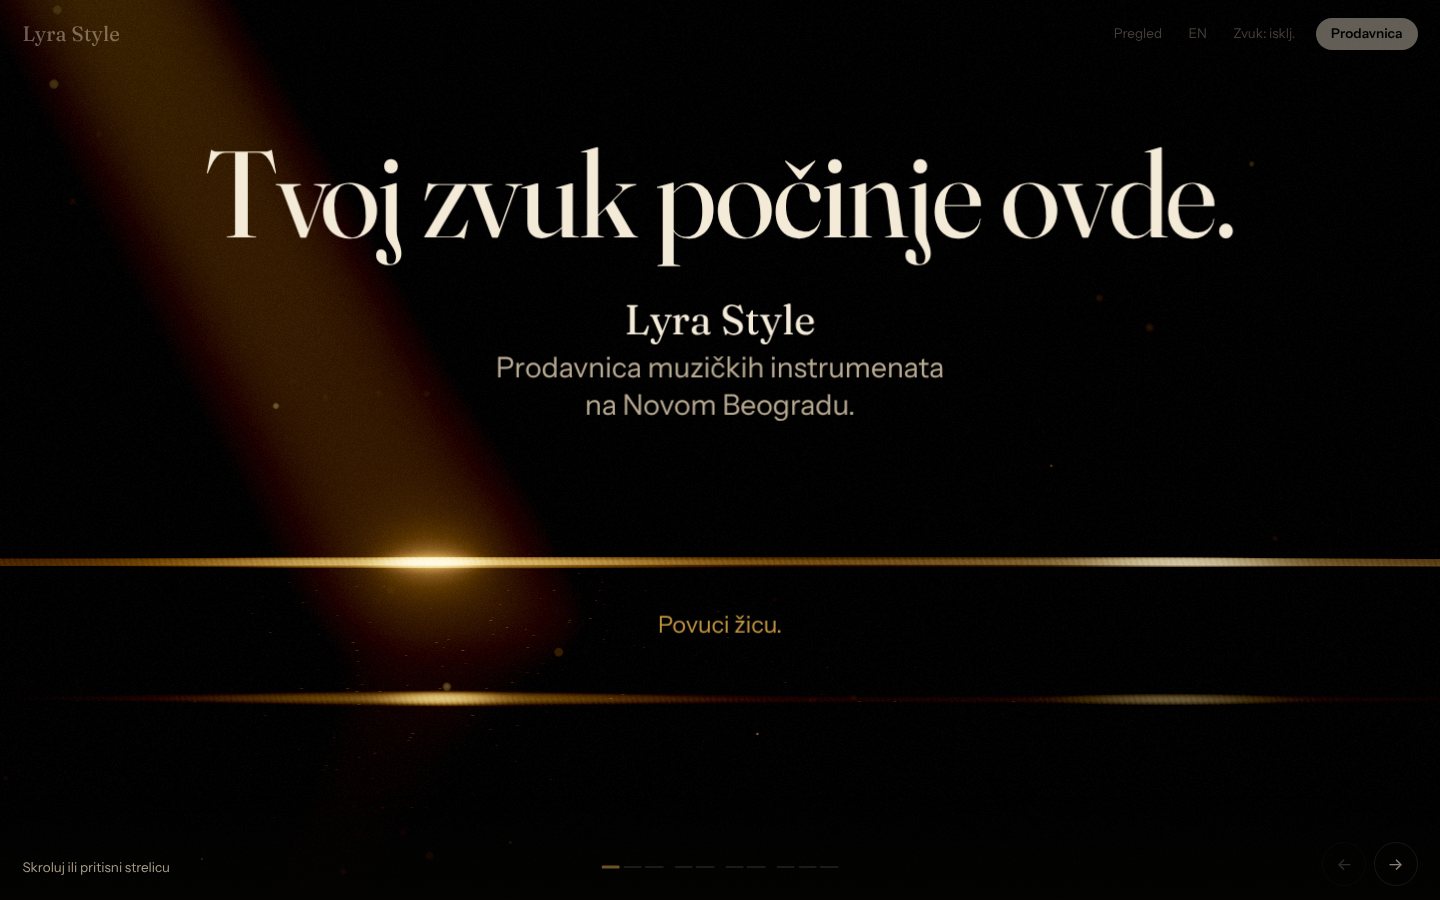 Lyra Style
Pregled
EN
Zvuk: isklj.
Prodavnica
Tvoj zvuk počinje ovde.
Lyra Style
Prodavnica muzičkih instrumenata
na Novom Beogradu.
Povuci žicu.
Skroluj ili pritisni strelicu
← →